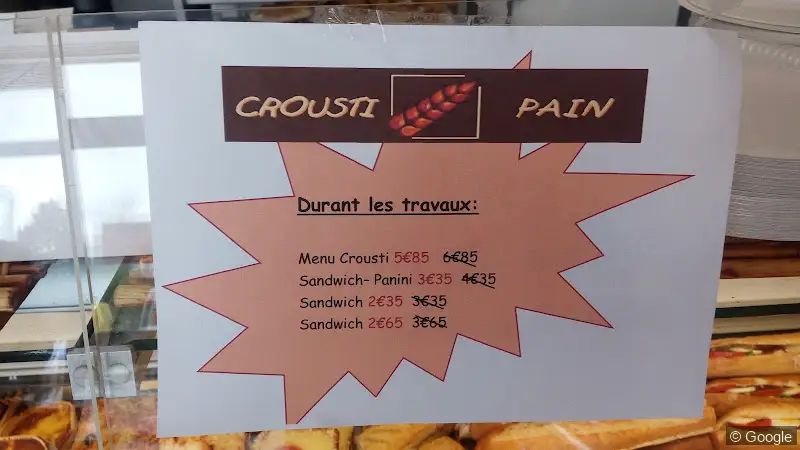 CROUSTI PAIN
Durant les travaux:
Menu Crousti 5€85 6€85
Sandwich- Panini 3€35 4€35
Sandwich 2€35 3€35
Sandwich 2€65 3€65
© Google